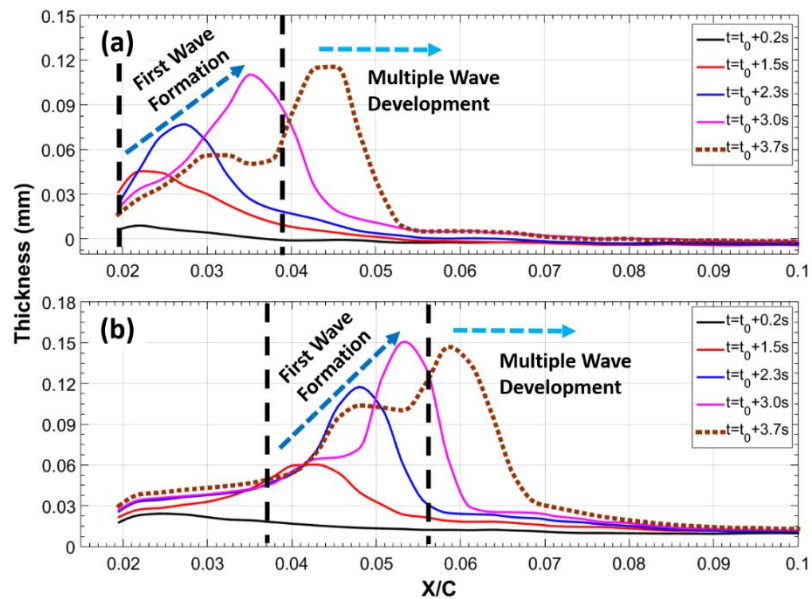 (a)
First Wave
Formation
Multiple Wave
Development
t=t0+0.2s
t=t0+1.5s
t=t0+2.3s
t=t0+3.0s
t=t0+3.7s
0.15
0.12
0.09
0.06
0.03
0
0.02 0.03 0.04 0.05 0.06 0.07 0.08 0.09 0.1
Thickness (mm)
(b)
First Wave
Formation
Multiple Wave
Development
t=t0+0.2s
t=t0+1.5s
t=t0+2.3s
t=t0+3.0s
t=t0+3.7s
0.18
0.15
0.12
0.09
0.06
0.03
0
0.02 0.03 0.04 0.05 0.06 0.07 0.08 0.09 0.1
X/C